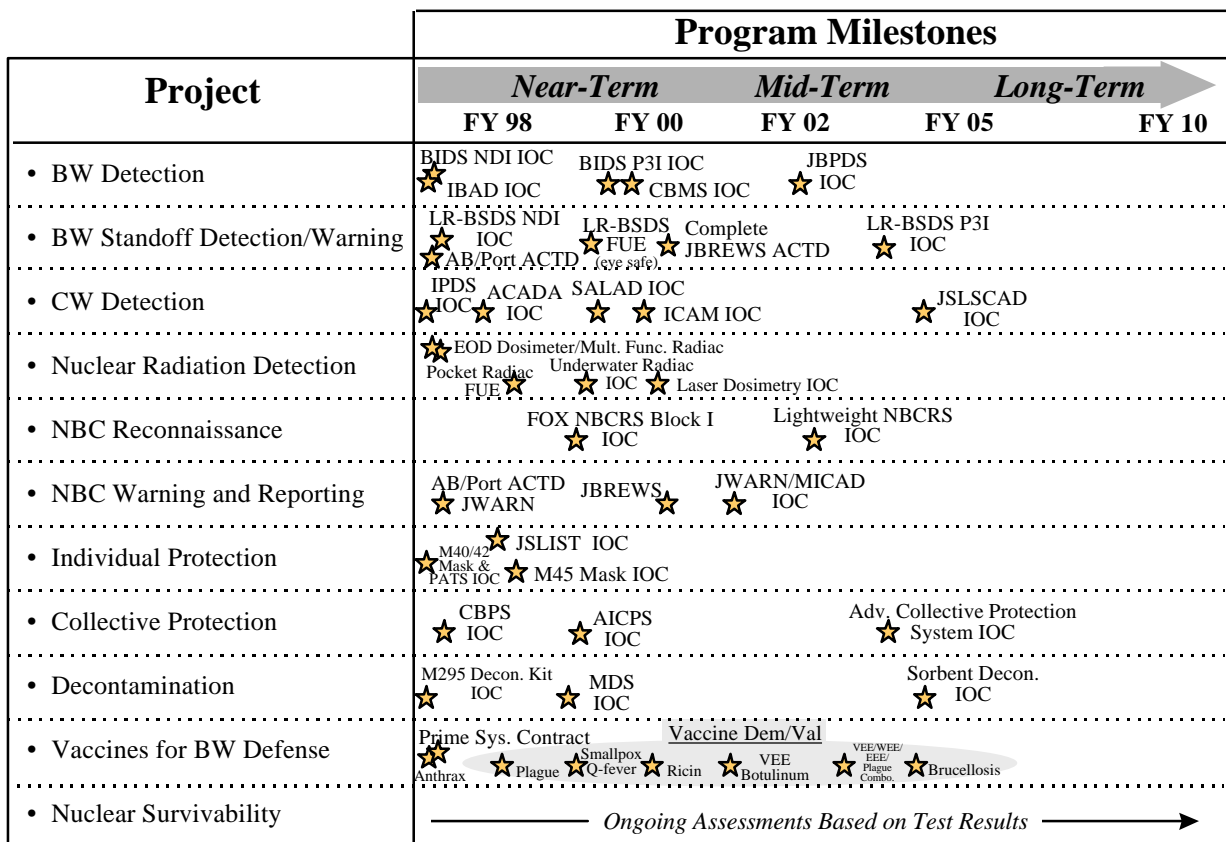 Program Milestones
Project
Near-Term Mid-Term Long-Term
FY 98 FY 00 FY 02 FY 05 FY 10
• BW Detection
BIDS NDI IOC
IBAD IOC
BIDS P3I IOC
CBMS IOC
JBPDS
IOC
• BW Standoff Detection/Warning
LR-BSDS NDI
IOC
AB/Port ACTD
LR-BSDS
FUE
(eye safe)
Complete
JBREWS ACTD
LR-BSDS P3I
IOC
• CW Detection
IPDS
IOC
ACADA
IOC
SALAD IOC
ICAM IOC
JSLSCAD
IOC
• Nuclear Radiation Detection
EOD Dosimeter/Mult. Func. Radiac
Pocket Radiac
FUE
Underwater Radiac
IOC
Laser Dosimetry IOC
• NBC Reconnaissance
FOX NBCRS Block I
IOC
Lightweight NBCRS
IOC
• NBC Warning and Reporting
AB/Port ACTD
JWARN
JBREWS
JWARN/MICAD
IOC
• Individual Protection
M40/42
Mask &
PATS IOC
JSLIST IOC
M45 Mask IOC
• Collective Protection
CBPS
IOC
AICPS
IOC
Adv. Collective Protection
System IOC
• Decontamination
M295 Decon. Kit
IOC
MDS
IOC
Sorbent Decon.
IOC
• Vaccines for BW Defense
Prime Sys. Contract
Anthrax
Vaccine Dem/Val
Plague
Smallpox
Q-fever
Ricin
VEE
Botulinum
VEE/WEE/
EEE/
Plague
Combo.
Brucellosis
• Nuclear Survivability
Ongoing Assessments Based on Test Results